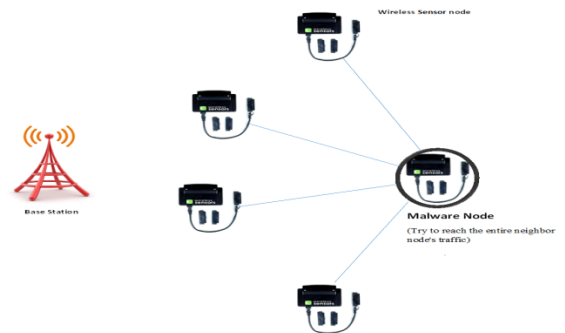 Wireless Sensor node
Base Station
Malware Node
(Try to reach the entire neighbor
node's traffic)